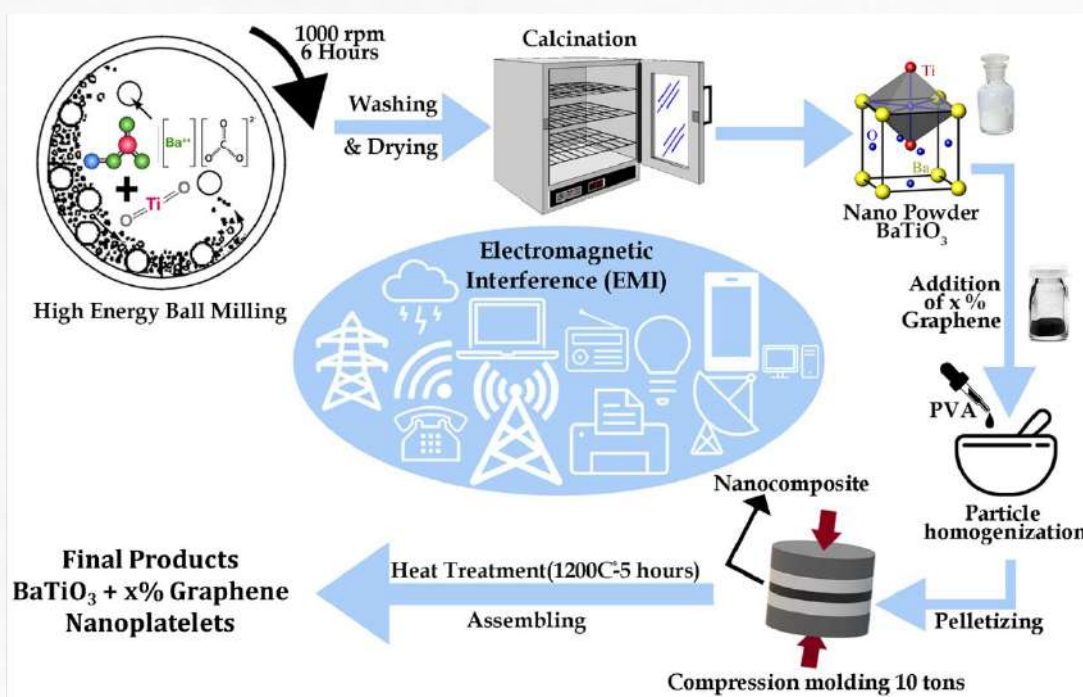 1000 rpm
6 Hours
Ba²⁺
O
O
C
O
2-
+
O=Ti=O
High Energy Ball Milling
Washing
& Drying
Calcination
Ti
O
Ba
Nano Powder
BaTiO₃
Electromagnetic
Interference (EMI)
Addition
of x %
Graphene
PVA
Particle
homogenization
Nanocomposite
Pelletizing
Compression molding 10 tons
Heat Treatment(1200C°-5 hours)
Assembling
Final Products
BaTiO₃ + x% Graphene
Nanoplatelets